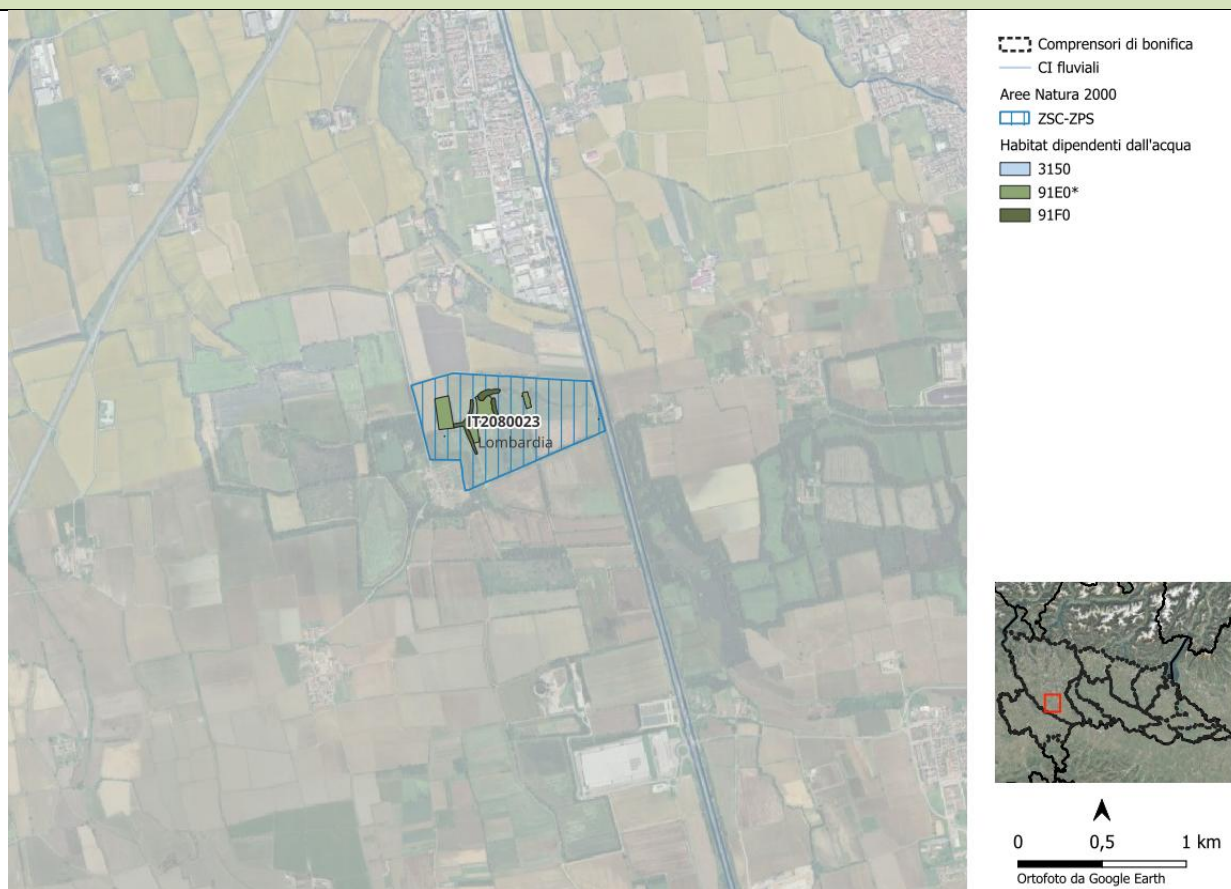 Comprensori di bonifica
CI fluviali
Aree Natura 2000
ZSC-ZPS
Habitat dipendenti dall'acqua
3150
91E0*
91F0
IT2080023
Lombardia
0 0,5 1 km
Ortofoto da Google Earth